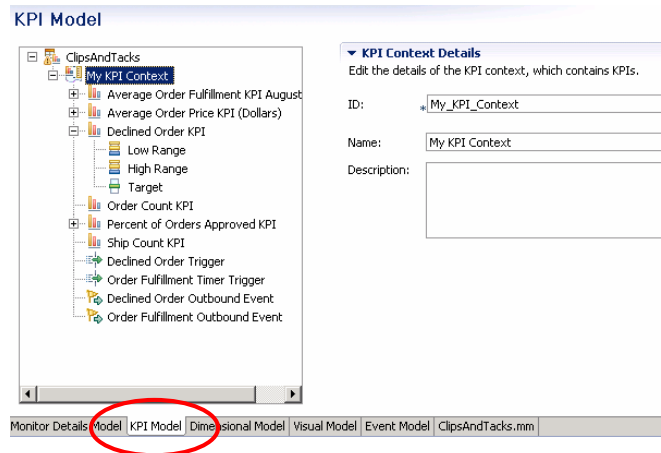 KPI Model
ClipsAndTacks
My KPI Context
Average Order Fulfillment KPI August
Average Order Price KPI (Dollars)
Declined Order KPI
Low Range
High Range
Target
Order Count KPI
Percent of Orders Approved KPI
Ship Count KPI
Declined Order Trigger
Order Fulfillment Timer Trigger
Declined Order Outbound Event
Order Fulfillment Outbound Event
KPI Context Details
Edit the details of the KPI context, which contains KPIs.
ID: * My_KPI_Context
Name: My KPI Context
Description:
Monitor Details Model KPI Model Dimensional Model Visual Model Event Model ClipsAndTacks.mm